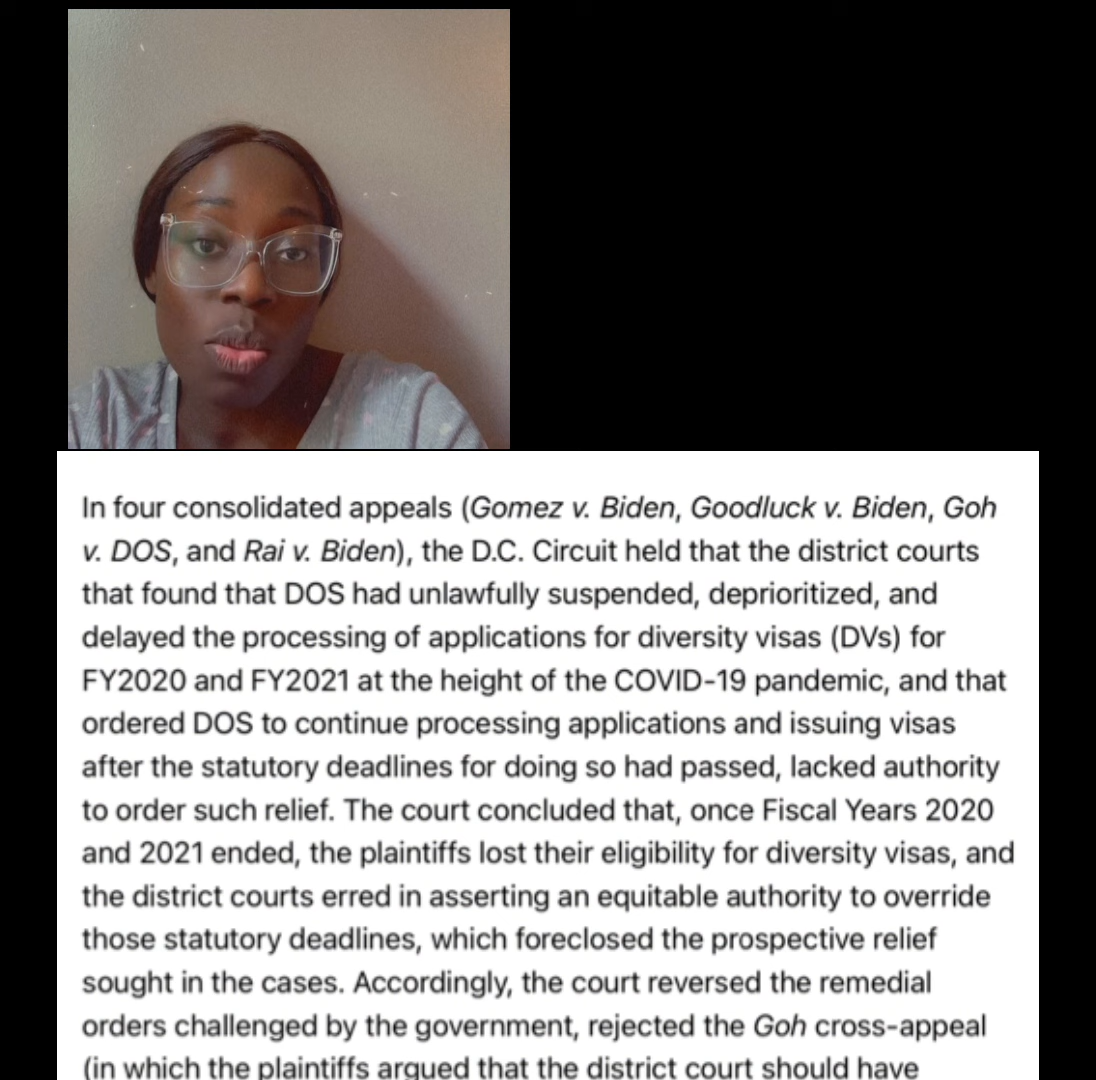 In four consolidated appeals (Gomez v. Biden, Goodluck v. Biden, Goh
v. DOS, and Rai v. Biden), the D.C. Circuit held that the district courts
that found that DOS had unlawfully suspended, deprioritized, and
delayed the processing of applications for diversity visas (DVs) for
FY2020 and FY2021 at the height of the COVID-19 pandemic, and that
ordered DOS to continue processing applications and issuing visas
after the statutory deadlines for doing so had passed, lacked authority
to order such relief. The court concluded that, once Fiscal Years 2020
and 2021 ended, the plaintiffs lost their eligibility for diversity visas, and
the district courts erred in asserting an equitable authority to override
those statutory deadlines, which foreclosed the prospective relief
sought in the cases. Accordingly, the court reversed the remedial
orders challenged by the government, rejected the Goh cross-appeal
(in which the plaintiffs argued that the district court should have